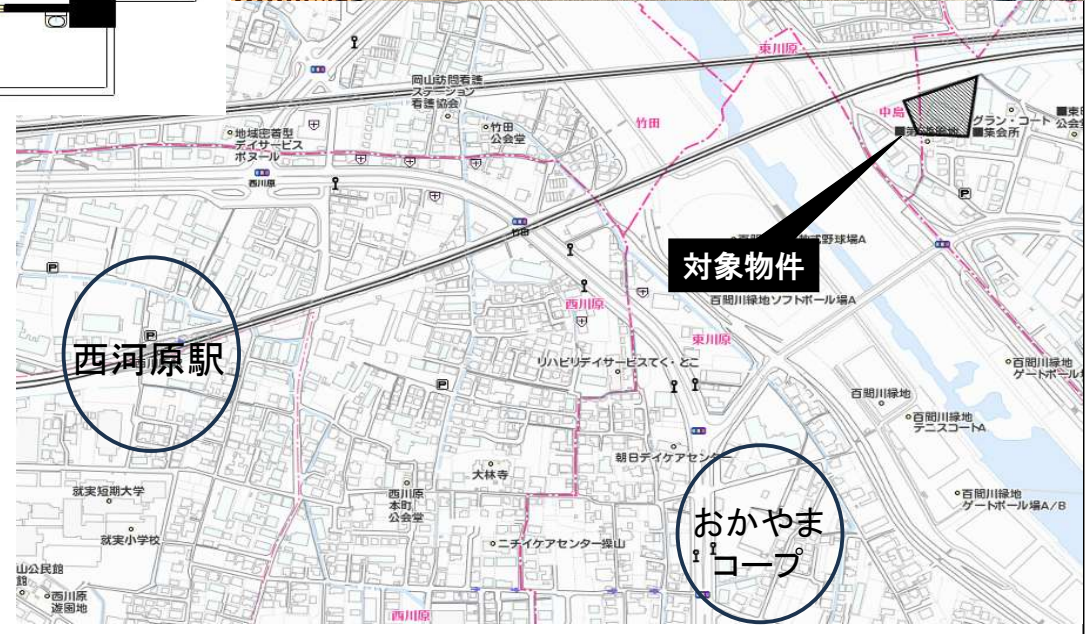 東川原
岡山訪問看護
ステーション
看護協会
竹田
公会堂
竹田
中島
グラン・コート
集会所
地域密着型
デイサービス
ボヌール
西川原
竹田
対象物件
百間川緑地ソフトボール場A
西川原
東川原
西河原駅
リハビリデイサービスてく・とこ
百間川緑地
百間川緑地
ゲートボール
百間川緑地
テニスコートA
朝日デイケアセンター
大林寺
就実短期大学
西川原
本町
公会堂
おかやま
コープ
百間川緑地
ゲートボール場A/B
就実小学校
ニチイケアセンター操山
山公民館
館
西川原
遊園地
西川原